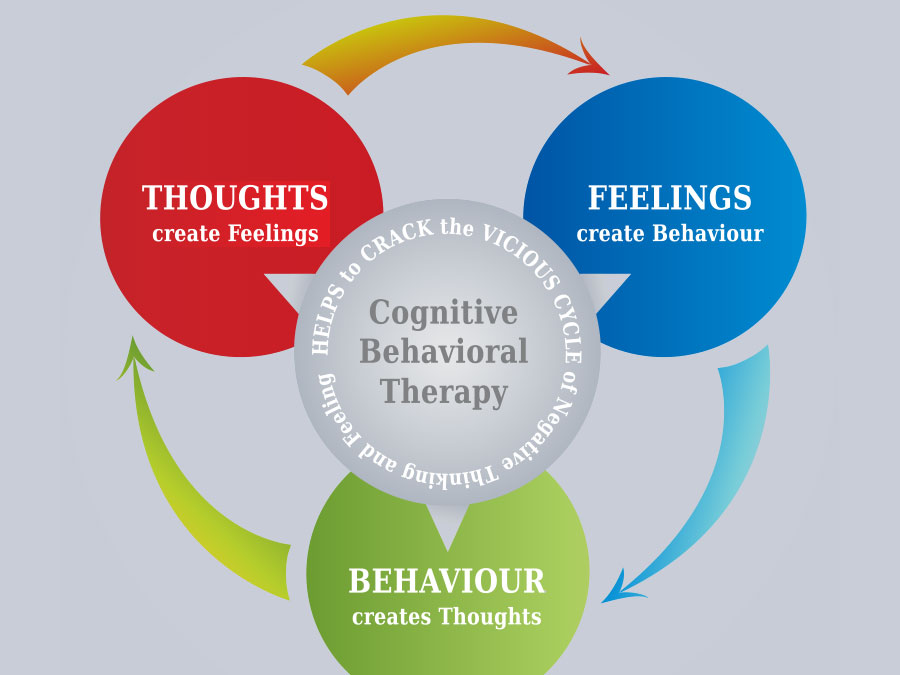 THOUGHTS
create Feelings
FEELINGS
create Behaviour
HELPS to CRACK the VICIOUS CYCLE of Negative Thinking and Feeling
Cognitive
Behavioral
Therapy
BEHAVIOUR
creates Thoughts